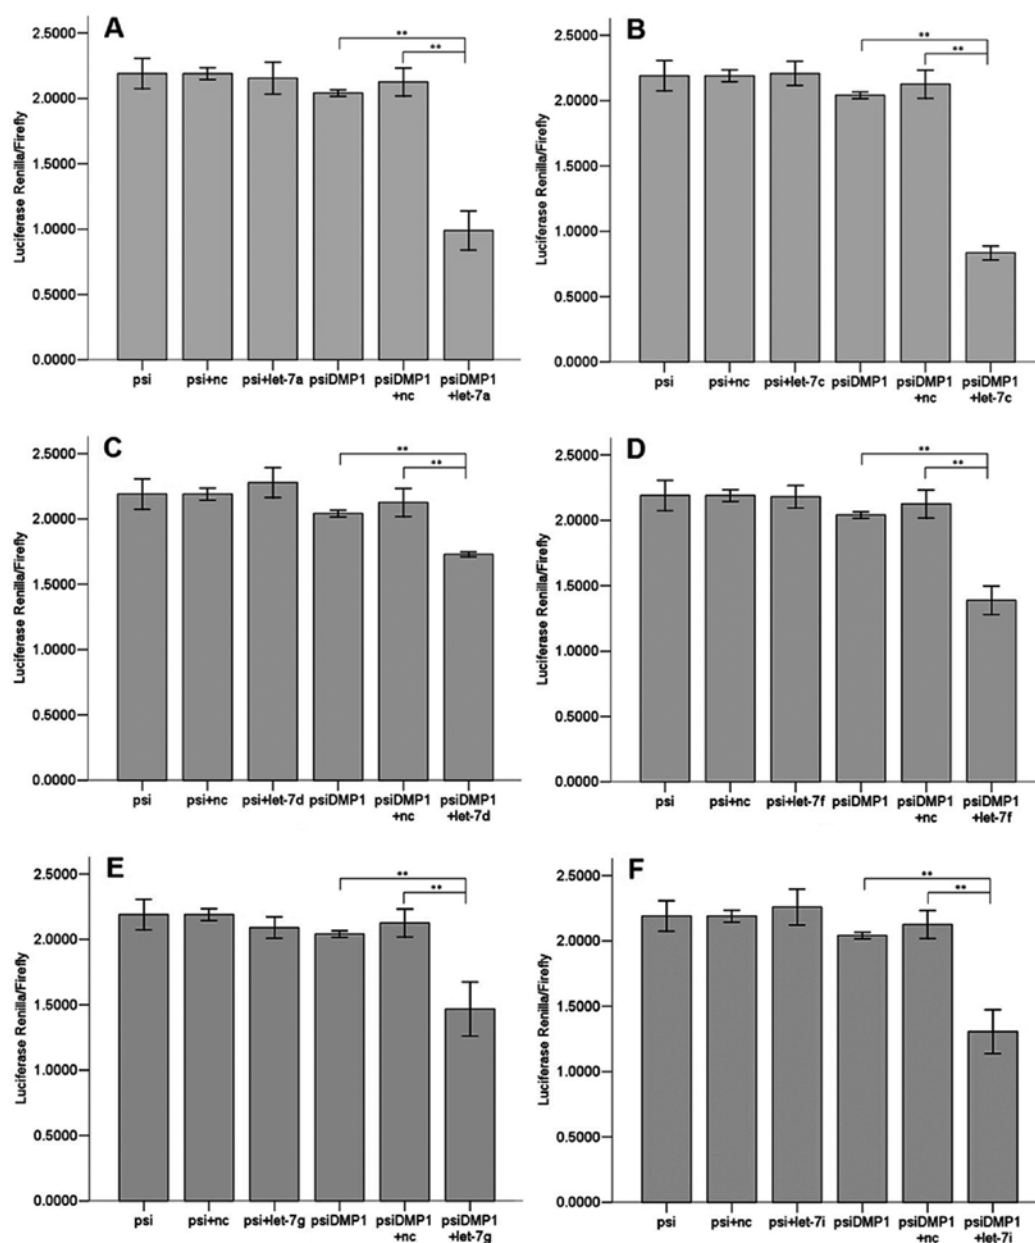 A
2.5000
2.0000
1.5000
1.0000
0.5000
0.0000
Luciferase Renilla/Firefly
**
**
psi
psi+nc
psi+let-7a
psiDMP1
psiDMP1
+nc
psiDMP1
+let-7a
B
2.5000
2.0000
1.5000
1.0000
0.5000
0.0000
Luciferase Renilla/Firefly
**
**
psi
psi+nc
psi+let-7c
psiDMP1
psiDMP1
+nc
psiDMP1
+let-7c
C
2.5000
2.0000
1.5000
1.0000
0.5000
0.0000
Luciferase Renilla/Firefly
**
**
psi
psi+nc
psi+let-7d
psiDMP1
psiDMP1
+nc
psiDMP1
+let-7d
D
2.5000
2.0000
1.5000
1.0000
0.5000
0.0000
Luciferase Renilla/Firefly
**
**
psi
psi+nc
psi+let-7f
psiDMP1
psiDMP1
+nc
psiDMP1
+let-7f
E
2.5000
2.0000
1.5000
1.0000
0.5000
0.0000
Luciferase Renilla/Firefly
**
**
psi
psi+nc
psi+let-7g
psiDMP1
psiDMP1
+nc
psiDMP1
+let-7g
F
2.5000
2.0000
1.5000
1.0000
0.5000
0.0000
Luciferase Renilla/Firefly
**
**
psi
psi+nc
psi+let-7i
psiDMP1
psiDMP1
+nc
psiDMP1
+let-7i